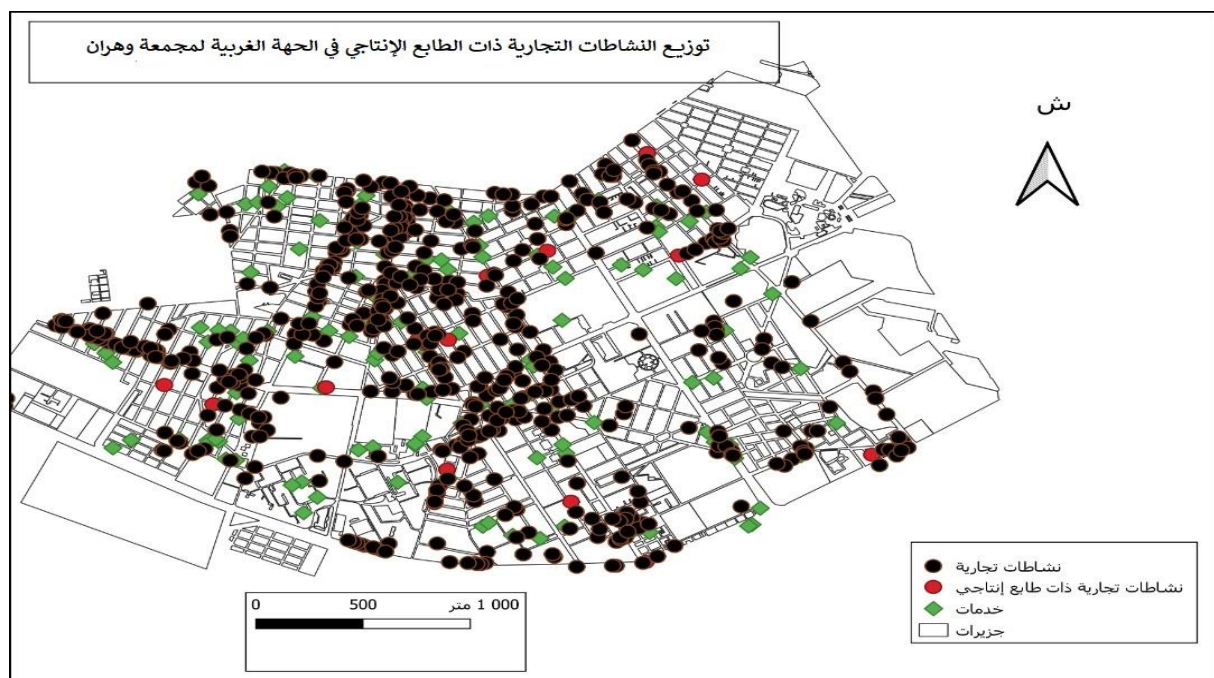 توزيع النشاطات التجارية ذات الطابع الإنتاجي في الحهة الغربية لمجمعة وهران
ش
نشاطات تجارية
نشاطات تجارية ذات طابع إنتاجي
خدمات
جزيرات
0 500 1 000 متر